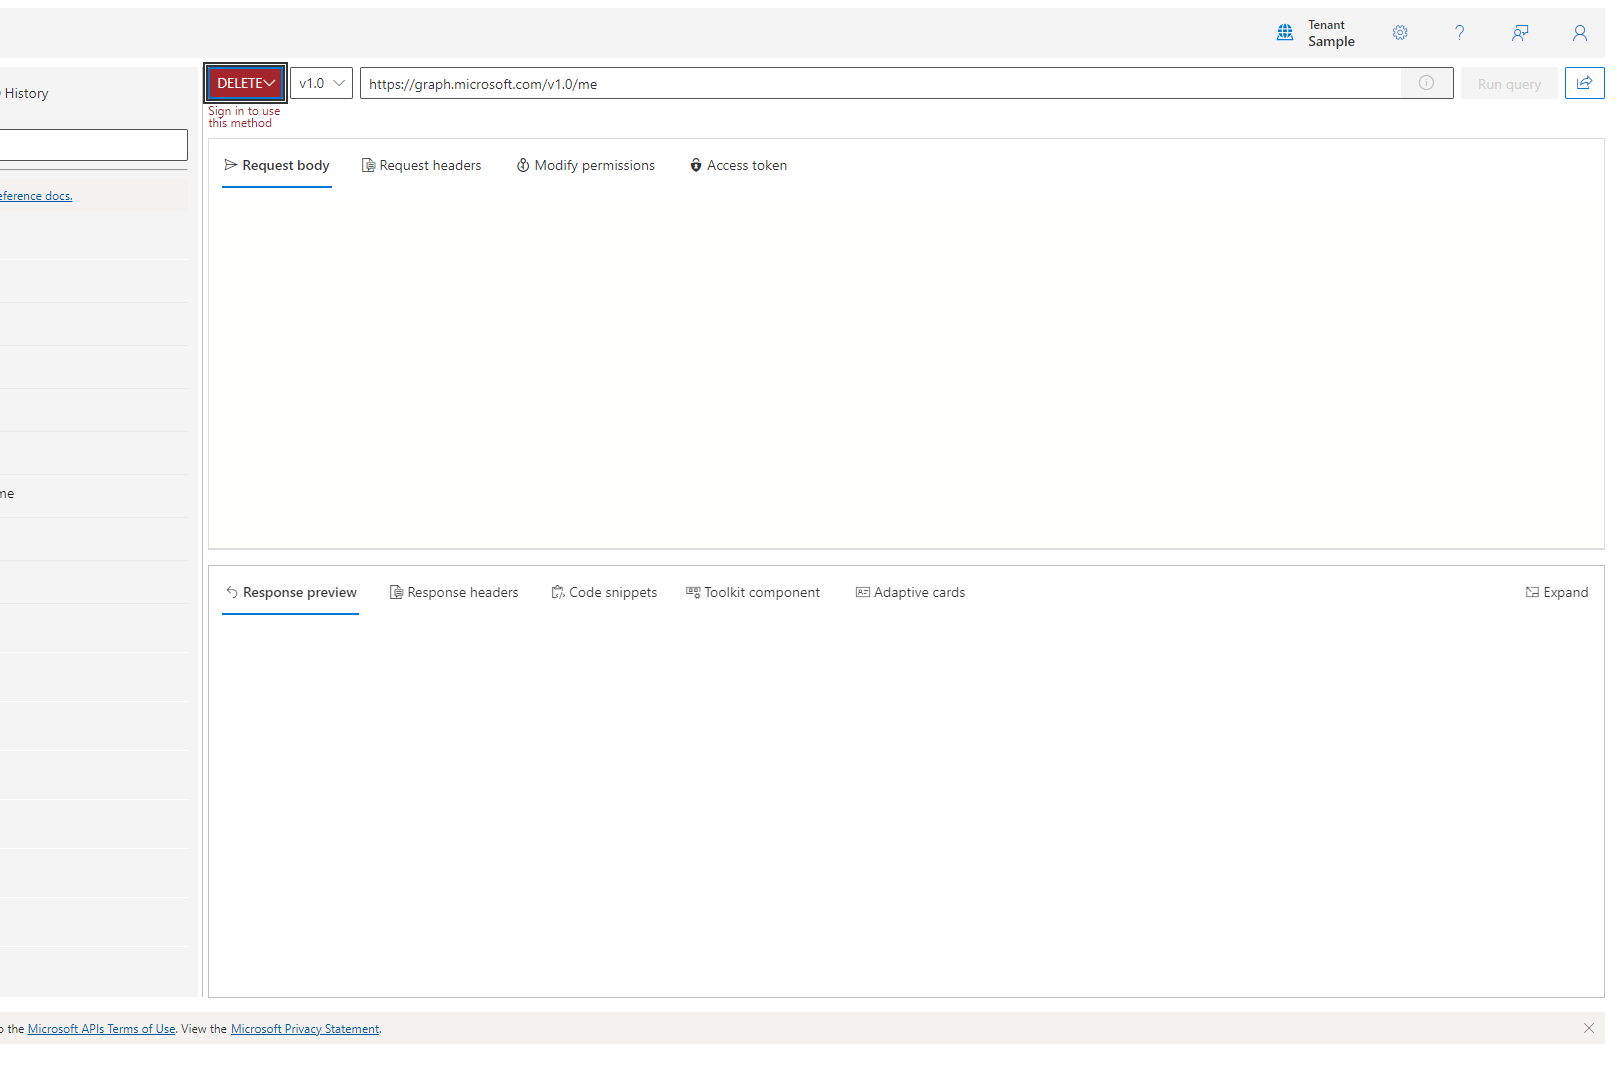 Tenant
Sample
History
DELETE
v1.0
https://graph.microsoft.com/v1.0/me
Run query
Sign in to use
this method
eference docs.
Request body
Request headers
Modify permissions
Access token
me
Response preview
Response headers
Code snippets
Toolkit component
Adaptive cards
Expand
o the Microsoft APIs Terms of Use. View the Microsoft Privacy Statement.